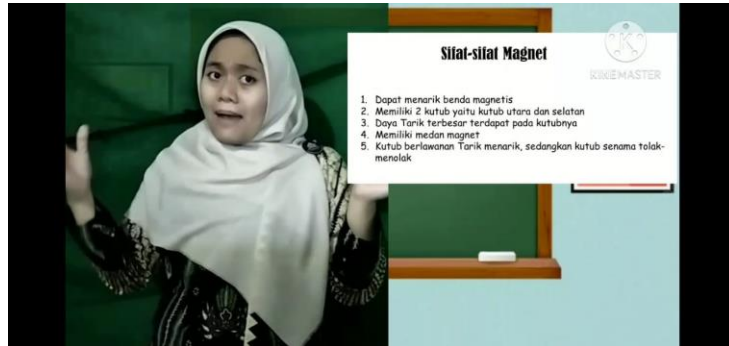 Sifat-sifat Magnet
KINEMASTER
1. Dapat menarik benda magnetis
2. Memiliki 2 kutub yaitu kutub utara dan selatan
3. Daya Tarik terbesar terdapat pada kutubnya
4. Memiliki medan magnet
5. Kutub berlawanan Tarik menarik, sedangkan kutub senama tolak-
menolak